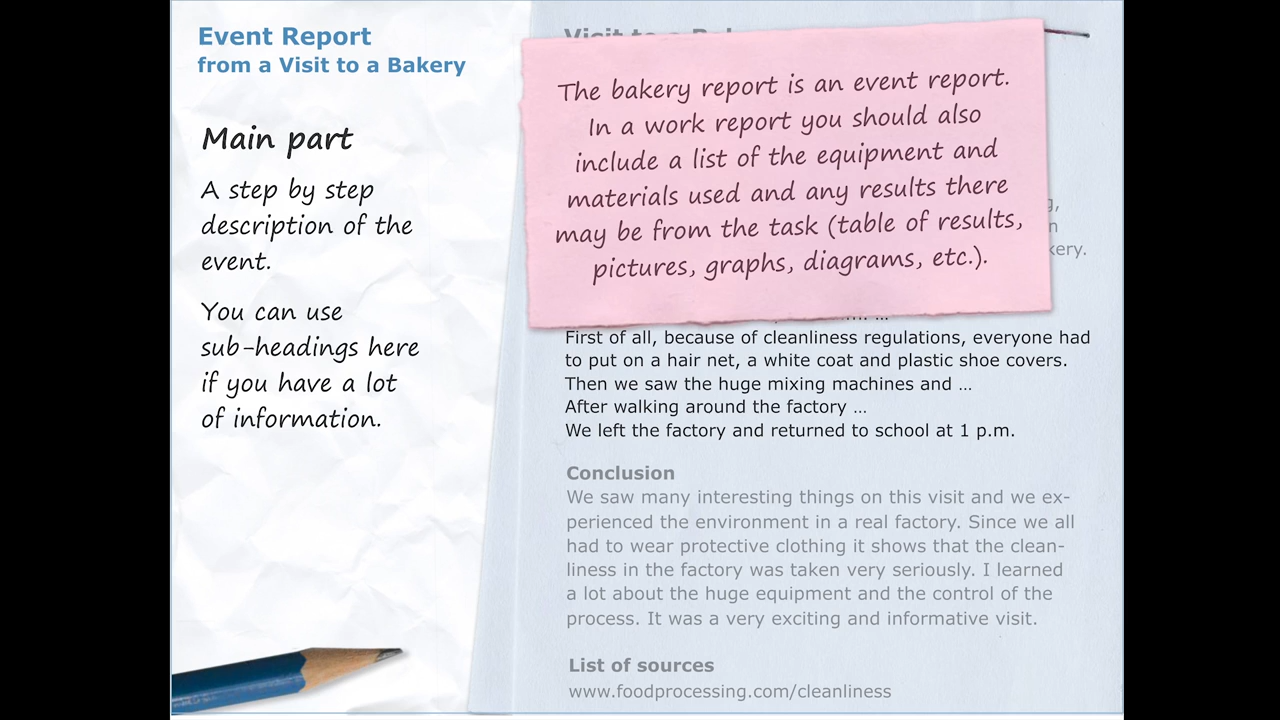 Event Report
from a Visit to a Bakery
Main part
A step by step
description of the
event.
You can use
sub-headings here
if you have a lot
of information.
The bakery report is an event report.
In a work report you should also
include a list of the equipment and
materials used and any results there
may be from the task (table of results,
pictures, graphs, diagrams, etc.).
First of all, because of cleanliness regulations, everyone had
to put on a hair net, a white coat and plastic shoe covers.
Then we saw the huge mixing machines and …
After walking around the factory …
We left the factory and returned to school at 1 p.m.
Conclusion
We saw many interesting things on this visit and we ex-
perienced the environment in a real factory. Since we all
had to wear protective clothing it shows that the clean-
liness in the factory was taken very seriously. I learned
a lot about the huge equipment and the control of the
process. It was a very exciting and informative visit.
List of sources
www.foodprocessing.com/cleanliness